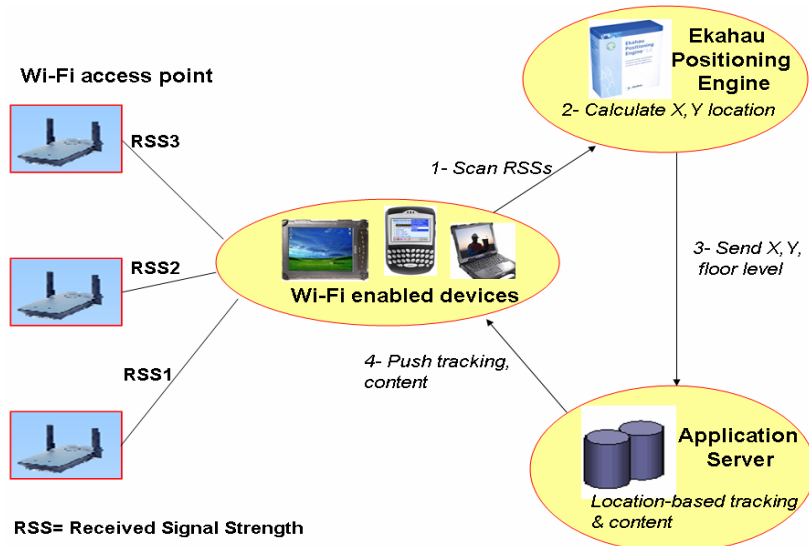 Wi-Fi access point
RSS3
RSS2
RSS1
RSS= Received Signal Strength
1- Scan RSSs
Wi-Fi enabled devices
Ekahau
Positioning
Engine
2- Calculate X,Y location
3- Send X,Y,
floor level
4- Push tracking,
content
Application
Server
Location-based tracking
& content